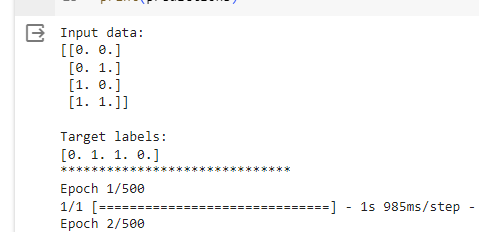 Input data:
[[0. 0.]
[0. 1.]
[1. 0.]
[1. 1.]]
Target labels:
[0. 1. 1. 0.]
******************************
Epoch 1/500
1/1 [==============================] - 1s 985ms/step -
Epoch 2/500